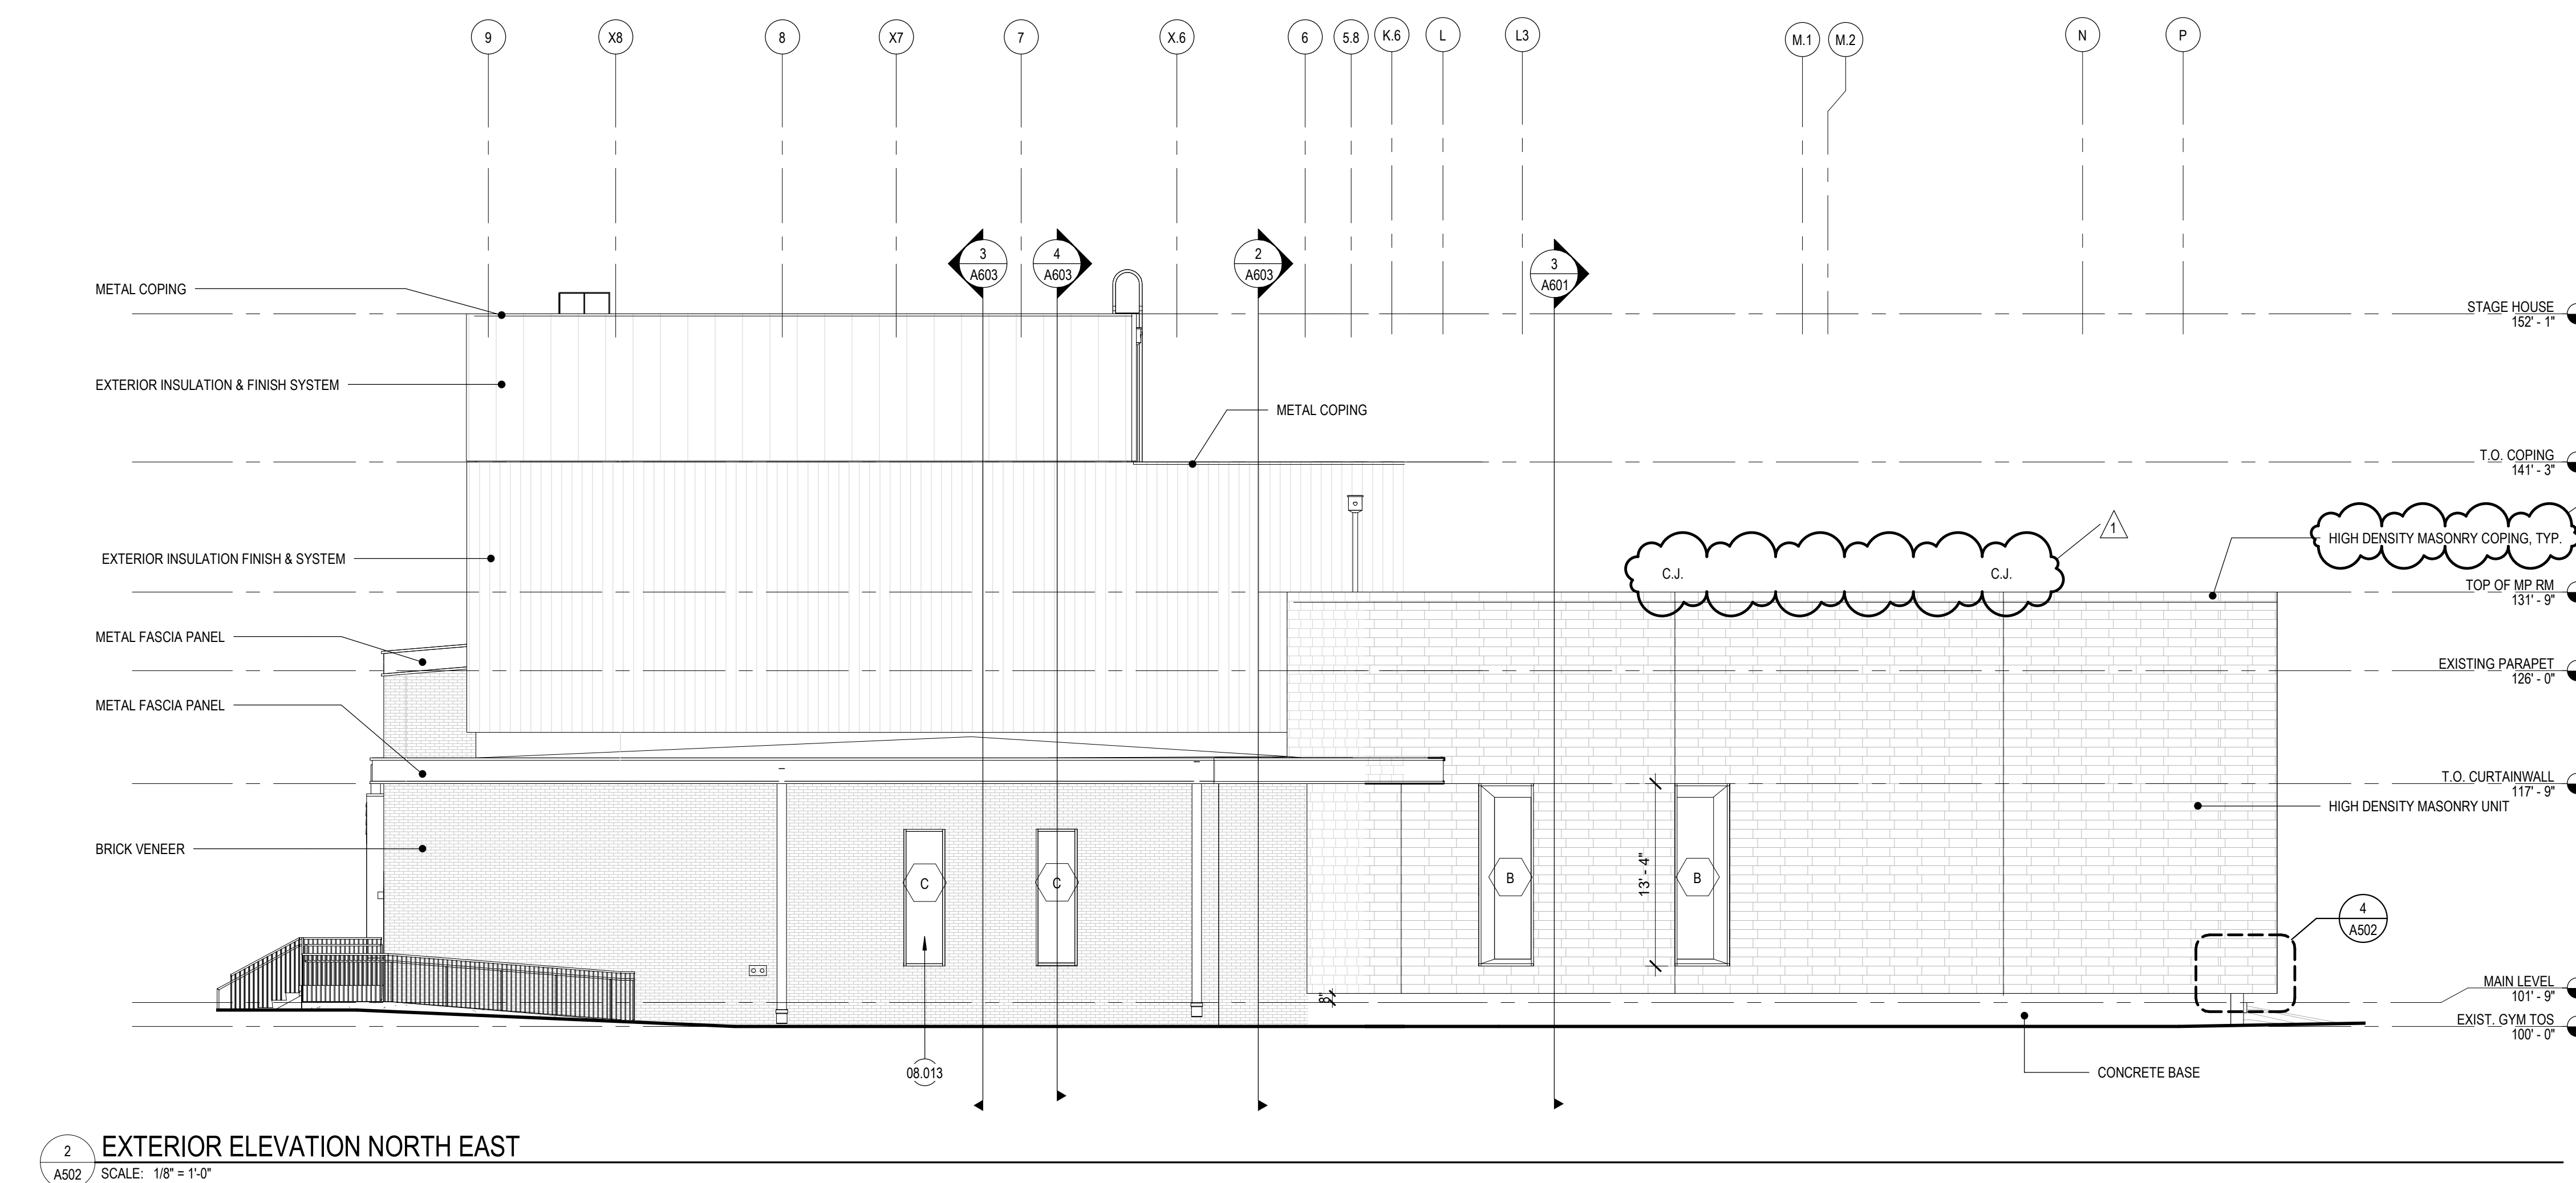 9 X8 8 X7 7 X.6 6 5.8 K.6 L L3 M.1 M.2 N P
3
A603
4
A603
2
A603
3
A601
METAL COPING
STAGE HOUSE
152' - 1"
EXTERIOR INSULATION & FINISH SYSTEM
METAL COPING
T.O. COPING
141' - 3"
1
HIGH DENSITY MASONRY COPING, TYP.
EXTERIOR INSULATION FINISH & SYSTEM
C.J.
C.J.
TOP OF MP RM
131' - 9"
METAL FASCIA PANEL
EXISTING PARAPET
126' - 0"
METAL FASCIA PANEL
T.O. CURTAINWALL
117' - 9"
HIGH DENSITY MASONRY UNIT
BRICK VENEER
C
C
B
13' - 4"
B
4
A502
8"
MAIN LEVEL
101' - 9"
EXIST. GYM TOS
100' - 0"
08.013
CONCRETE BASE
2
A502
EXTERIOR ELEVATION NORTH EAST
SCALE: 1/8" = 1'-0"